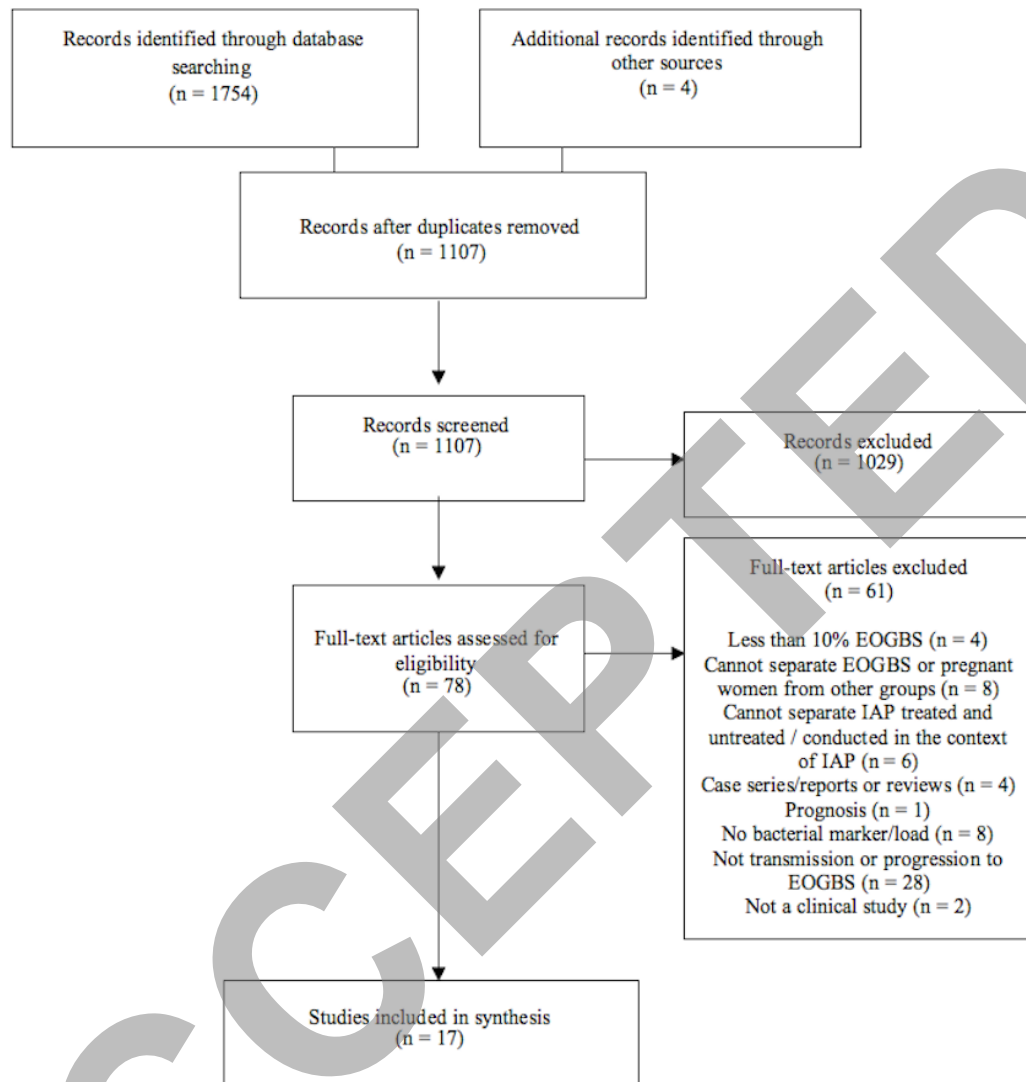 Records identified through database
searching
(n = 1754)
Additional records identified through
other sources
(n = 4)
Records after duplicates removed
(n = 1107)
Records screened
(n = 1107)
Records excluded
(n = 1029)
Full-text articles assessed for
eligibility
(n = 78)
Full-text articles excluded
(n = 61)
Less than 10% EOGBS (n = 4)
Cannot separate EOGBS or pregnant
women from other groups (n = 8)
Cannot separate IAP treated and
untreated / conducted in the context
of IAP (n = 6)
Case series/reports or reviews (n = 4)
Prognosis (n = 1)
No bacterial marker/load (n = 8)
Not transmission or progression to
EOGBS (n = 28)
Not a clinical study (n = 2)
Studies included in synthesis
(n = 17)
CCEPTED